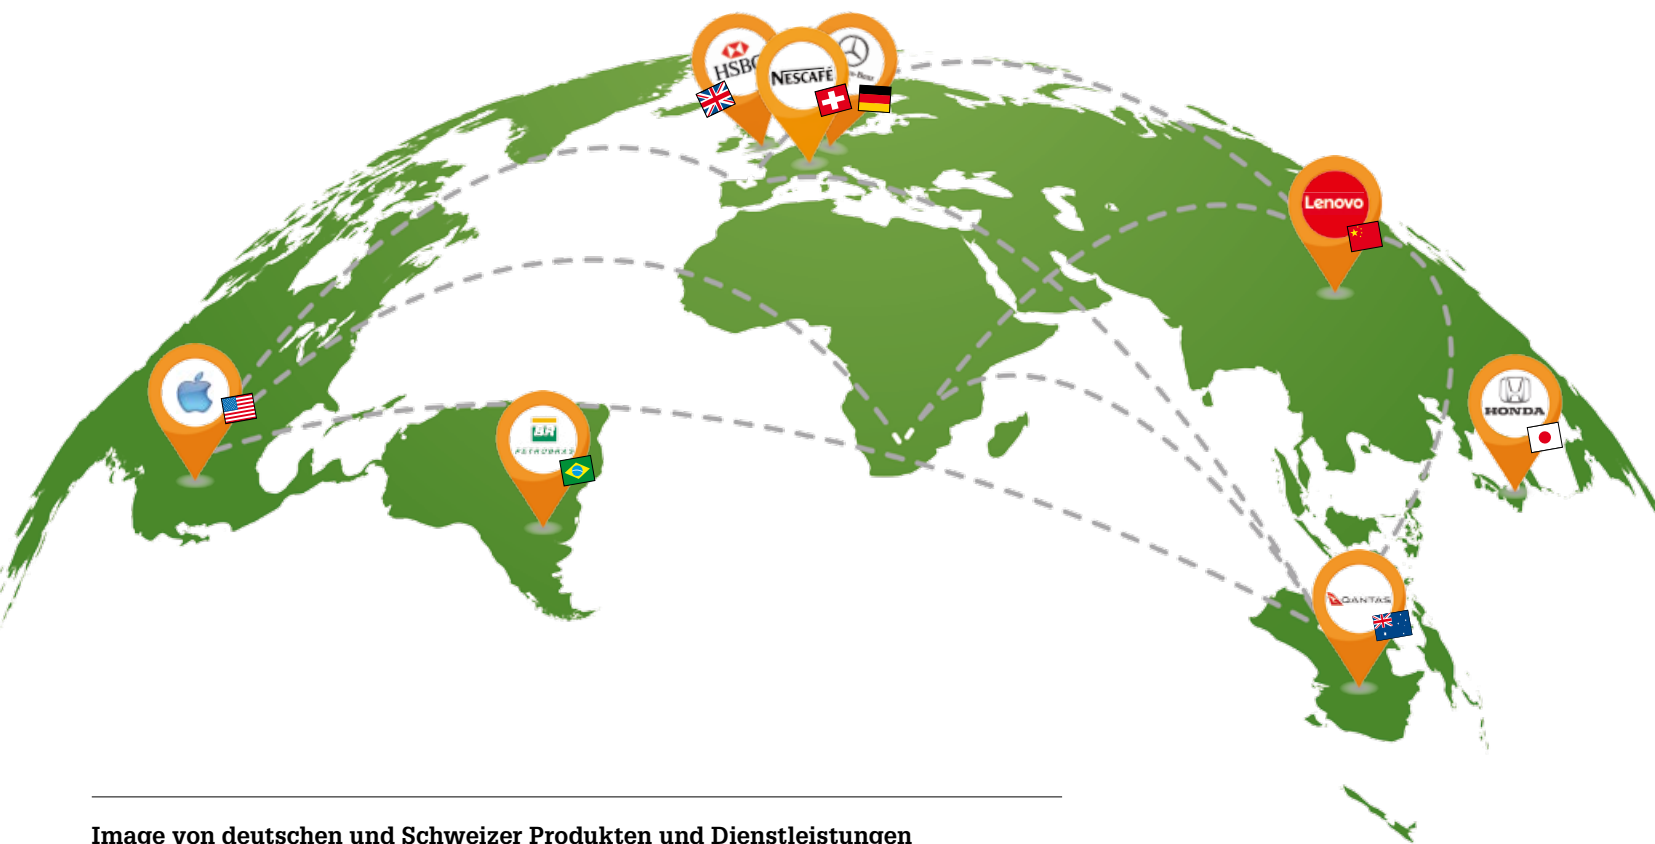 HSBC
NESCAFÉ
Lenovo
HONDA
BR
PETROBRAS
QANTAS
Image von deutschen und Schweizer Produkten und Dienstleistungen